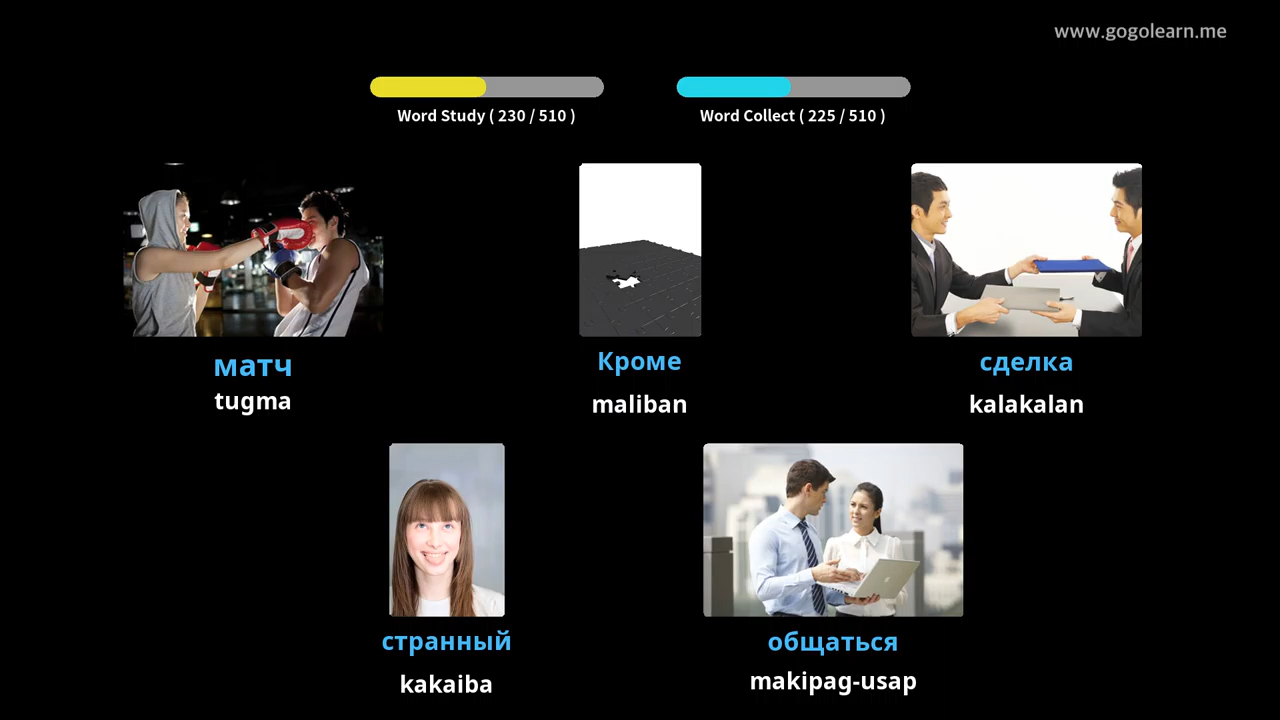 www.gogolearn.me
Word Study ( 230 / 510 )
Word Collect ( 225 / 510 )
матч
tugma
Кроме
maliban
сделка
kalakalan
странный
kakaiba
общаться
makipag-usap